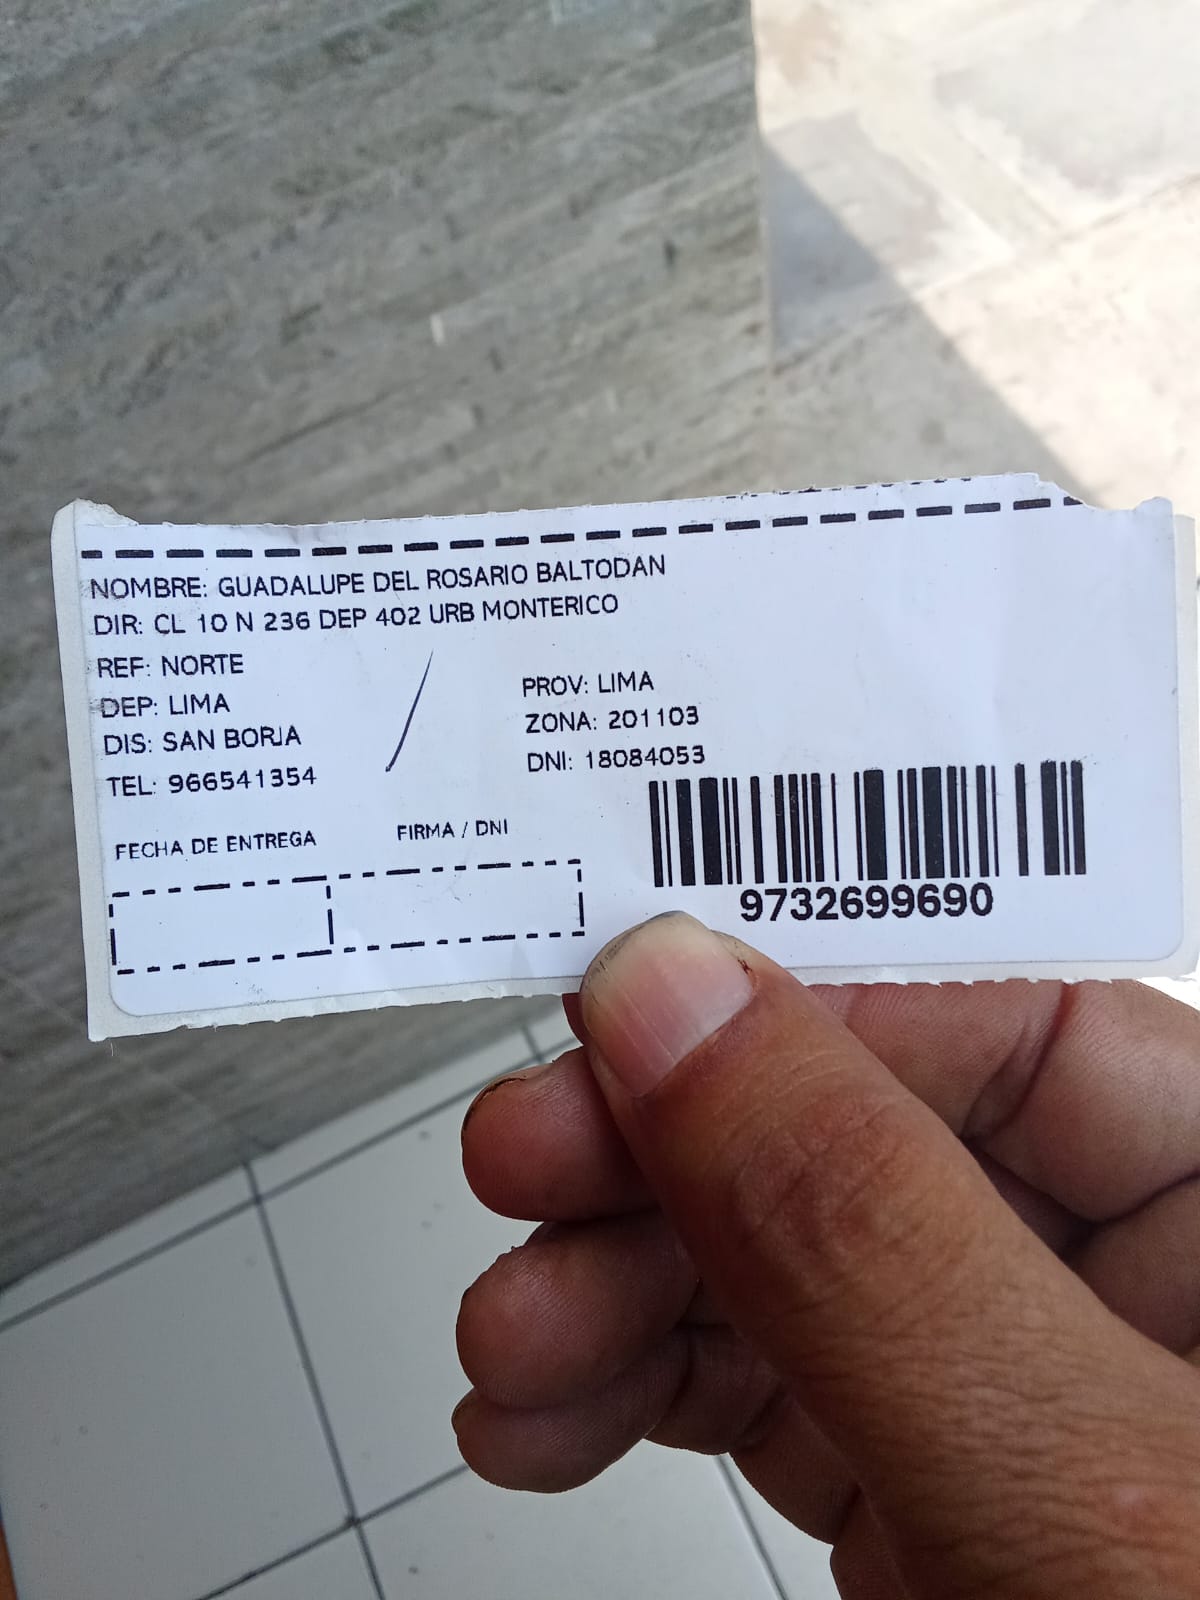 NOMBRE: GUADALUPE DEL ROSARIO BALTODAN
DIR: CL 10 N 236 DEP 402 URB MONTERICO
REF: NORTE
DEP: LIMA
PROV: LIMA
DIS: SAN BORJA
ZONA: 201103
TEL: 966541354
DNI: 18084053
FECHA DE ENTREGA
FIRMA / DNI
9732699690